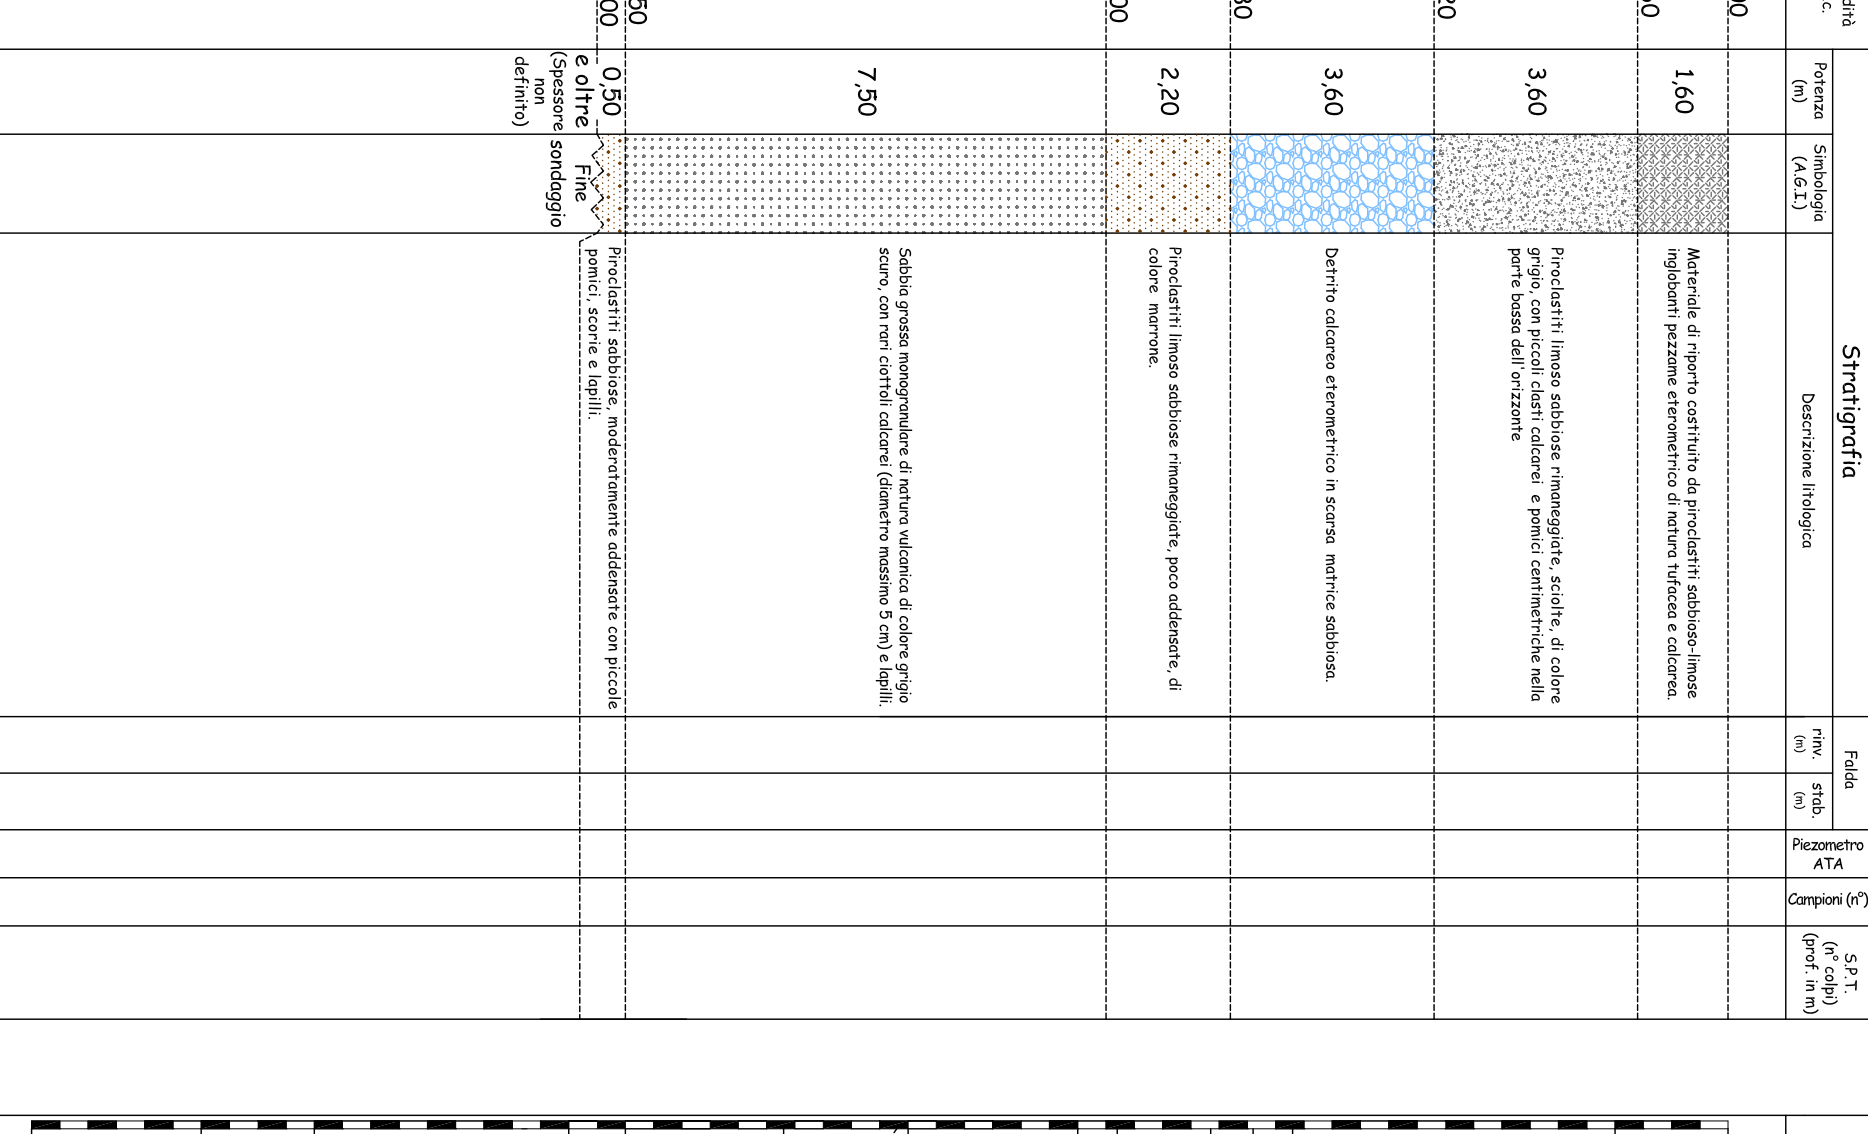 Stratigrafia
Falda
Potenza
(m)
Simbologia
(A.G.I.)
Descrizione litologica
rinv.
(m)
stab.
(m)
Piezometro
ATA
Campioni (n°)
S.P.T.
(n° colpi)
(prof. in m)
1,60
Materiale di riporto costituito da piroclastiti sabbioso-limose
inglobanti pezzame eterometrico di natura tufacea e calcarea.
3,60
Piroclastiti limoso sabbiose rimaneggiate, sciolte, di colore
grigio, con piccoli clasti calcarei e pomici centimetriche nella
parte bassa dell'orizzonte
3,60
Detrito calcareo eterometrico in scarsa matrice sabbiosa.
2,20
Piroclastiti limoso sabbiose rimaneggiate, poco addensate, di
colore marrone.
7,50
Sabbia grossa monogranulare di natura vulcanica di colore grigio
scuro, con rari ciottoli calcarei (diametro massimo 5 cm) e lapilli.
0,50
e oltre
(Spessore
non
definito)
Fine
sondaggio
Piroclastiti sabbiose, moderatamente addensate con piccole
pomici, scorie e lapilli.